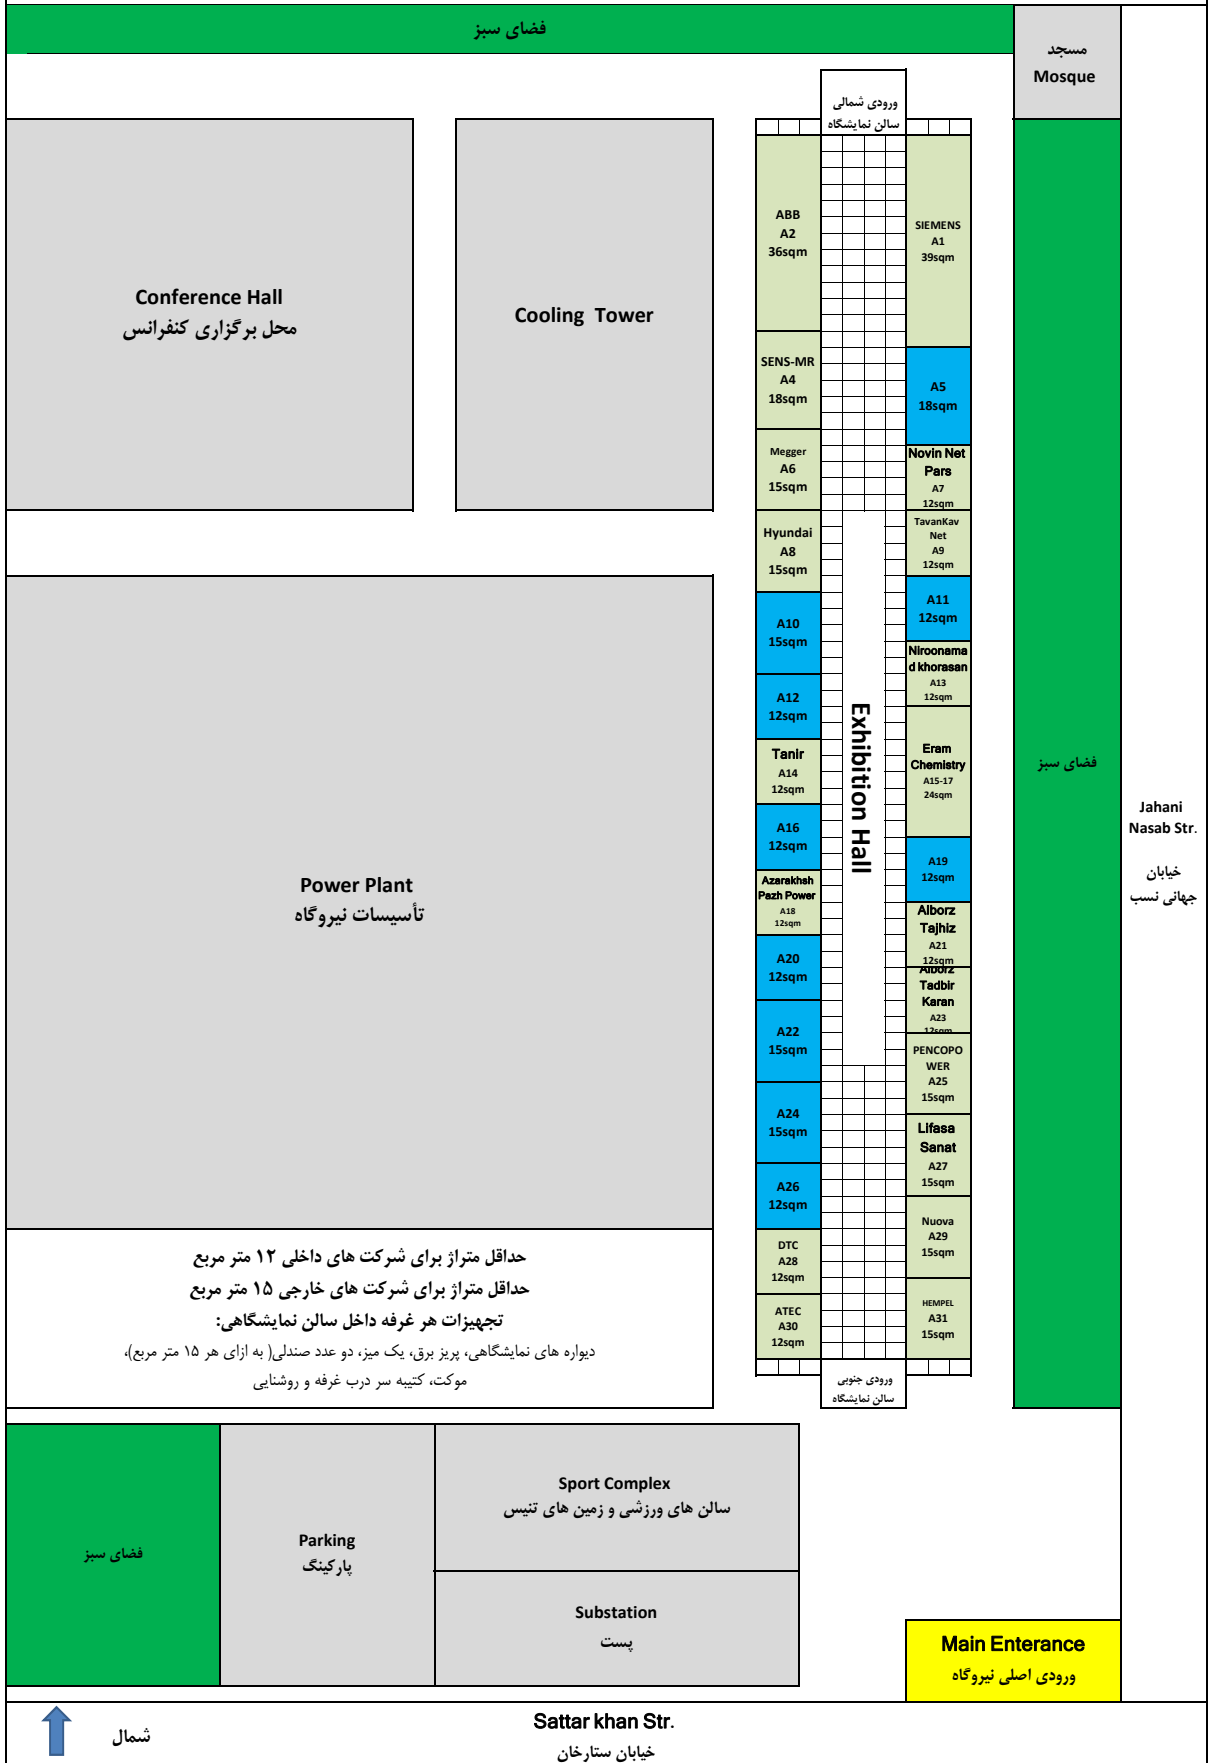 فضای سبز
مسجد
Mosque
ورودی شمالی
سالن نمایشگاه
Conference Hall
محل برگزاری کنفرانس
Cooling Tower
ABB
A2
36sqm
SENS-MR
A4
18sqm
Megger
A6
15sqm
Hyundai
A8
15sqm
A10
15sqm
A12
12sqm
Tanir
A14
12sqm
A16
12sqm
Azarakhsh
Pazh Power
A18
12sqm
A20
12sqm
A22
15sqm
A24
15sqm
A26
12sqm
DTC
A28
12sqm
ATEC
A30
12sqm
Exhibition Hall
SIEMENS
A1
39sqm
A5
18sqm
Novin Net
Pars
A7
12sqm
TavanKav
Net
A9
12sqm
A11
12sqm
Niroonama
d khorasan
A13
12sqm
Eram
Chemistry
A15-17
24sqm
A19
12sqm
Alborz
Tajhiz
A21
12sqm
Alborz
Tadbir
Karan
A23
12sqm
PENCOPO
WER
A25
15sqm
Lifasa
Sanat
A27
15sqm
Nuova
A29
15sqm
HEMPEL
A31
15sqm
ورودی جنوبی
سالن نمایشگاه
فضای سبز
Jahani
Nasab Str.
خیابان
جهانی نسب
Power Plant
تأسیسات نیروگاه
حداقل متراژ برای شرکت های داخلی ۱۲ متر مربع
حداقل متراژ برای شرکت های خارجی ۱۵ متر مربع
تجهیزات هر غرفه داخل سالن نمایشگاهی:
دیواره های نمایشگاهی، پریز برق، یک میز، دو عدد صندلی( به ازای هر ۱۵ متر مربع)،
موکت، کتیبه سر درب غرفه و روشنایی
فضای سبز
Parking
پارکینگ
Sport Complex
سالن های ورزشی و زمین های تنیس
Substation
پست
Main Enterance
ورودی اصلی نیروگاه
شمال
Sattar khan Str.
خیابان ستارخان